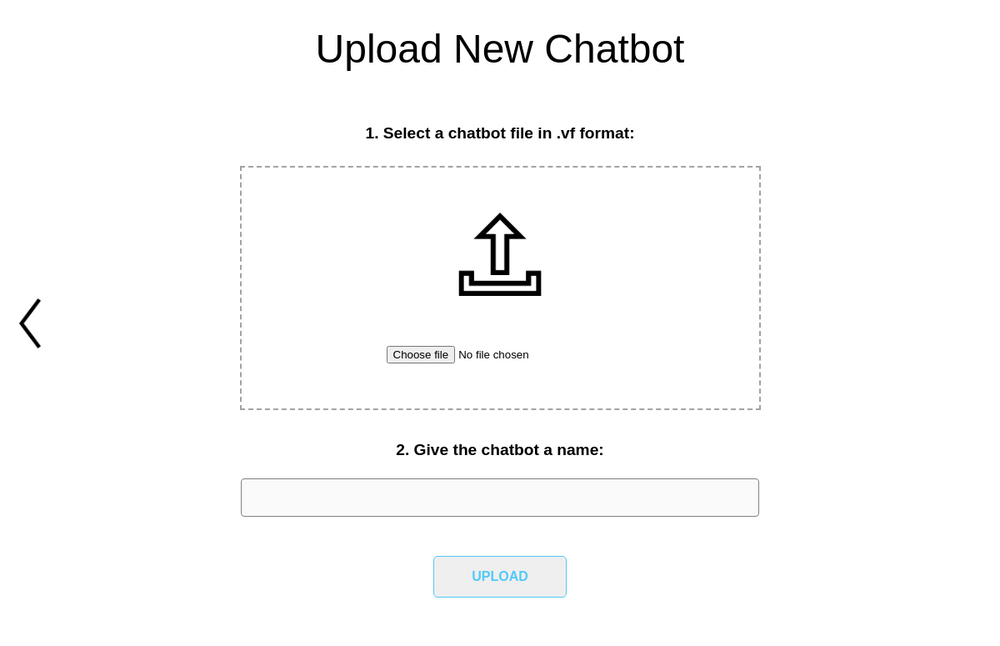 Upload New Chatbot
1. Select a chatbot file in .vf format:
Choose file No file chosen
2. Give the chatbot a name:
UPLOAD